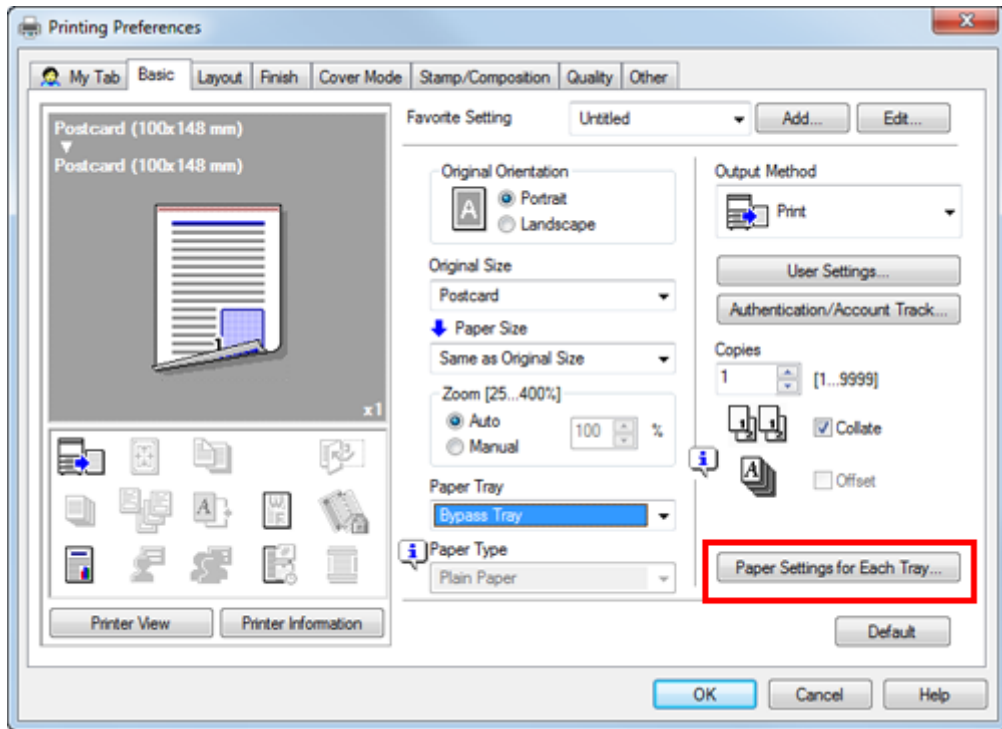 Printing Preferences
My Tab
Basic
Layout
Finish
Cover Mode
Stamp/Composition
Quality
Other
Postcard (100x148 mm)
Postcard (100x148 mm)
1
x1
Printer View
Printer Information
Favorite Setting
Untitled
Add...
Edit...
Original Orientation
A
Portrait
Landscape
Original Size
Postcard
Paper Size
Same as Original Size
Zoom [25...400%]
Auto
Manual
100
%
Paper Tray
Bypass Tray
Paper Type
Plain Paper
Output Method
Print
User Settings...
Authentication/Account Track...
Copies
1
[1...9999]
Collate
Offset
Paper Settings for Each Tray...
Default
OK
Cancel
Help